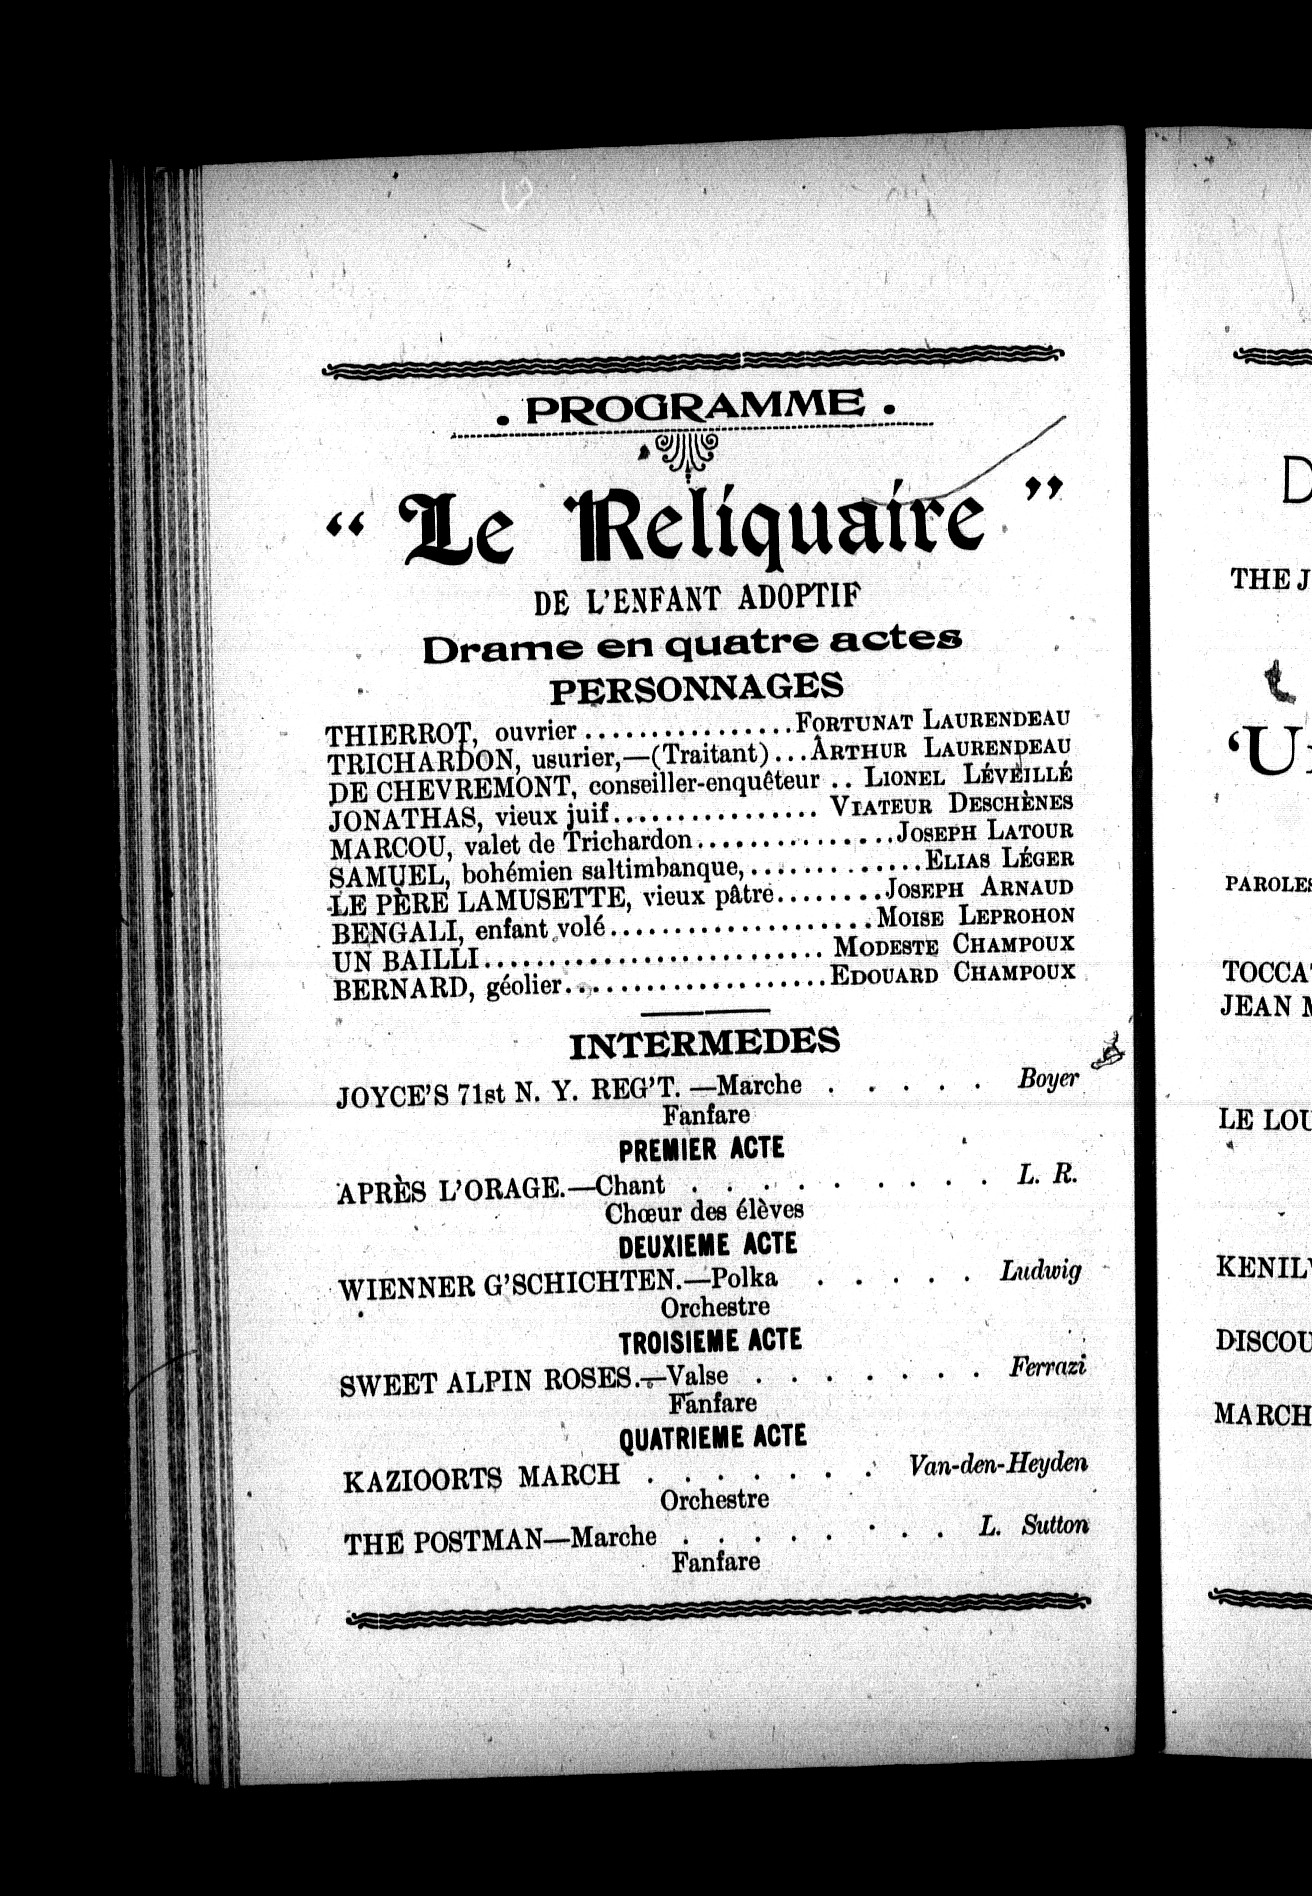 . PROGRAMME .
“ Le Reliquaire ”
DE L'ENFANT ADOPTIF
Drame en quatre actes
PERSONNAGES
THIERROT, ouvrier ................ FORTUNAT LAURENDEAU
TRICHARDON, usurier,—(Traitant)...ARTHUR LAURENDEAU
DE CHEVREMONT, conseiller-enquêteur .. LIONEL LÉVEILLÉ
JONATHAS, vieux juif................ VIATEUR DESCHÈNES
MARCOU, valet de Trichardon...............JOSEPH LATOUR
SAMUEL, bohémien saltimbanque,.............ELIAS LÉGER
LE PÈRE LAMUSETTE, vieux pâtre........JOSEPH ARNAUD
BENGALI, enfant volé....................MOISE LEPROHON
UN BAILLI.......................... MODESTE CHAMPOUX
BERNARD, géolier....................EDOUARD CHAMPOUX
INTERMEDES
JOYCE'S 71st N. Y. REG'T. —Marche . . . . . Boyer
Fanfare
PREMIER ACTE
APRÈS L'ORAGE.—Chant . . . . . . . . . L. R.
Chœur des élèves
DEUXIEME ACTE
WIENNER G'SCHICHTEN.—Polka . . . . . Ludwig
Orchestre
TROISIEME ACTE
SWEET ALPIN ROSES.—Valse . . . . . . . Ferrazi
Fanfare
QUATRIEME ACTE
KAZIOORTS MARCH . . . . . . . Van-den-Heyden
Orchestre
THE POSTMAN—Marche . . . . . . . . L. Sutton
Fanfare
D
THE J
‘U
PAROLES
TOCCAT
JEAN M
LE LOU
KENIL
DISCOU
MARCH